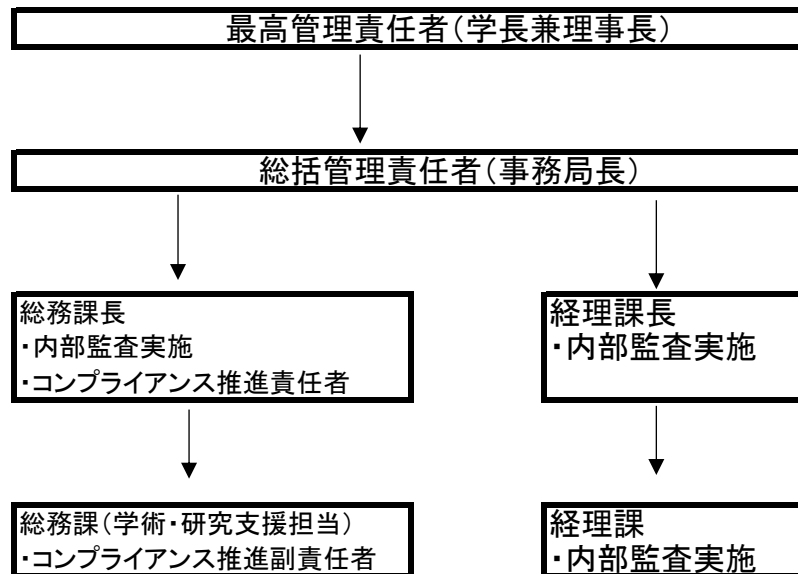 最高管理責任者(学長兼理事長)
総括管理責任者(事務局長)
総務課長
・内部監査実施
・コンプライアンス推進責任者
経理課長
・内部監査実施
総務課(学術・研究支援担当)
・コンプライアンス推進副責任者
経理課
・内部監査実施